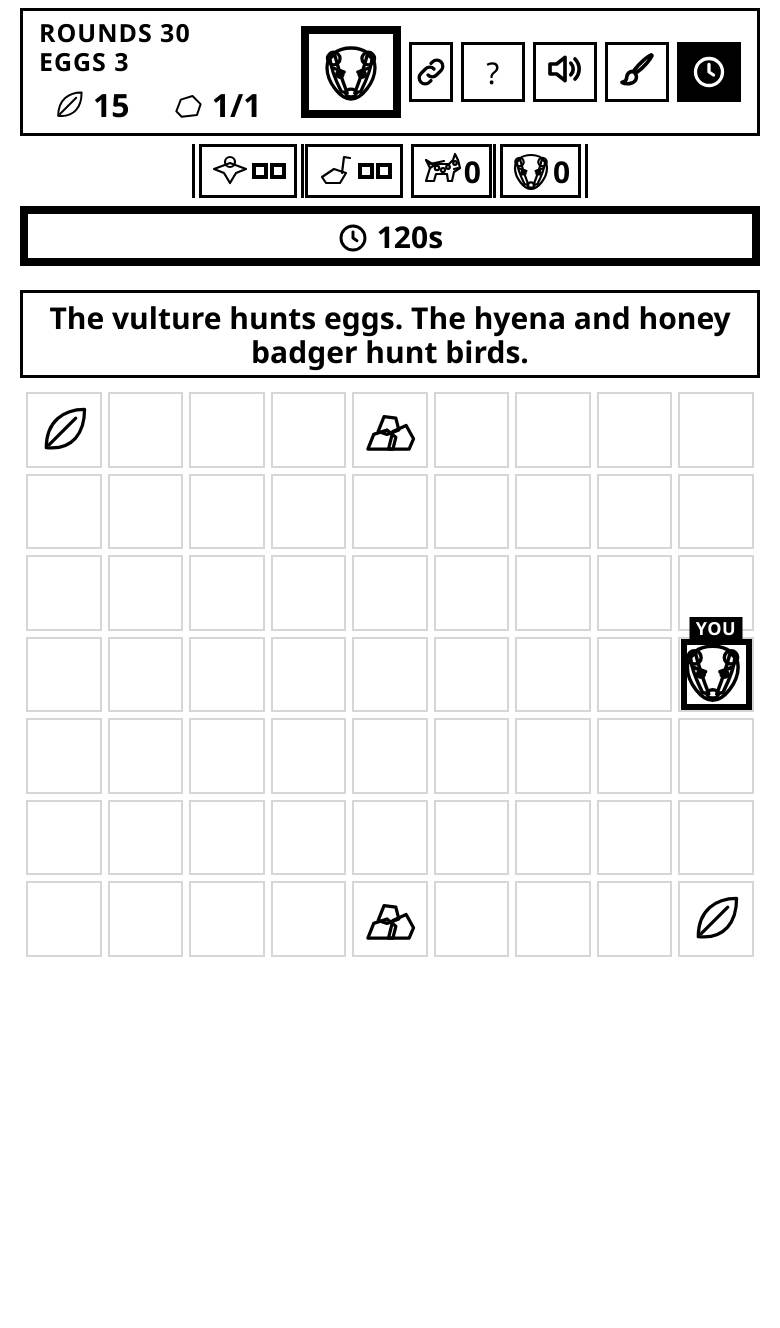 ROUNDS 30
EGGS 3
15 1/1
?
0 0
120s
The vulture hunts eggs. The hyena and honey
badger hunt birds.
YOU